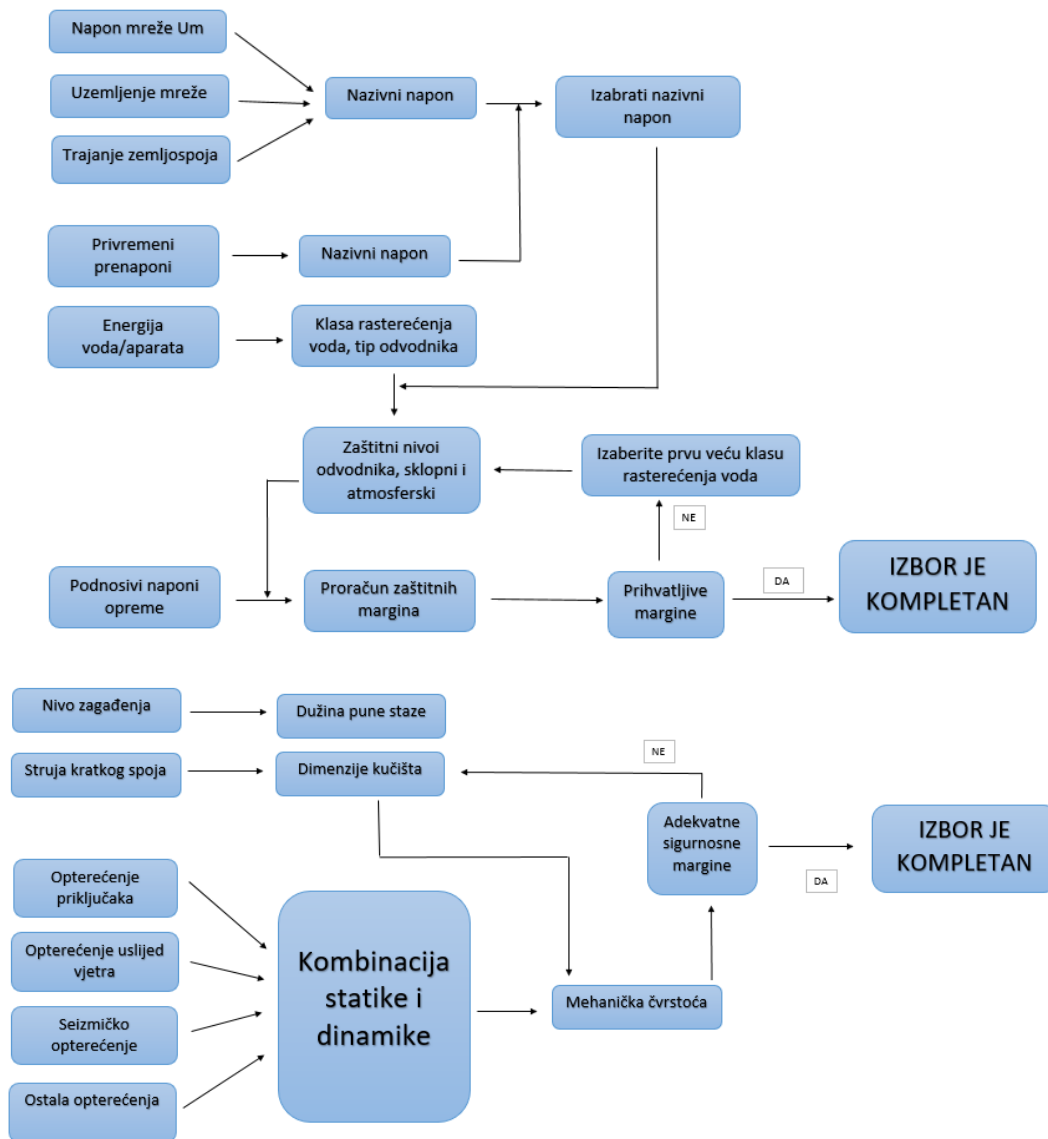 Napon mreže Um
Uzemljenje mreže
Nazivni napon
Izabrati nazivni
napon
Trajanje zemljospoja
Privremeni
prenaponi
Nazivni napon
Energija
voda/aparata
Klasa rasterećenja
voda, tip odvodnika
Zaštitni nivoi
odvodnika, sklopni i
atmosferski
Izaberite prvu veću klasu
rasterećenja voda
NE
Podnosivi naponi
opreme
Proračun zaštitnih
margina
Prihvatljive
margine
DA
IZBOR JE
KOMPLETAN
Nivo zagađenja
Dužina pune staze
Struja kratkog spoja
Dimenzije kučišta
NE
Adekvatne
sigurnosne
margine
DA
IZBOR JE
KOMPLETAN
Opterećenje
priključaka
Opterećenje uslijed
vjetra
Seizmičko
opterećenje
Ostala opterećenja
Kombinacija
statike i
dinamike
Mehanička čvrstoća